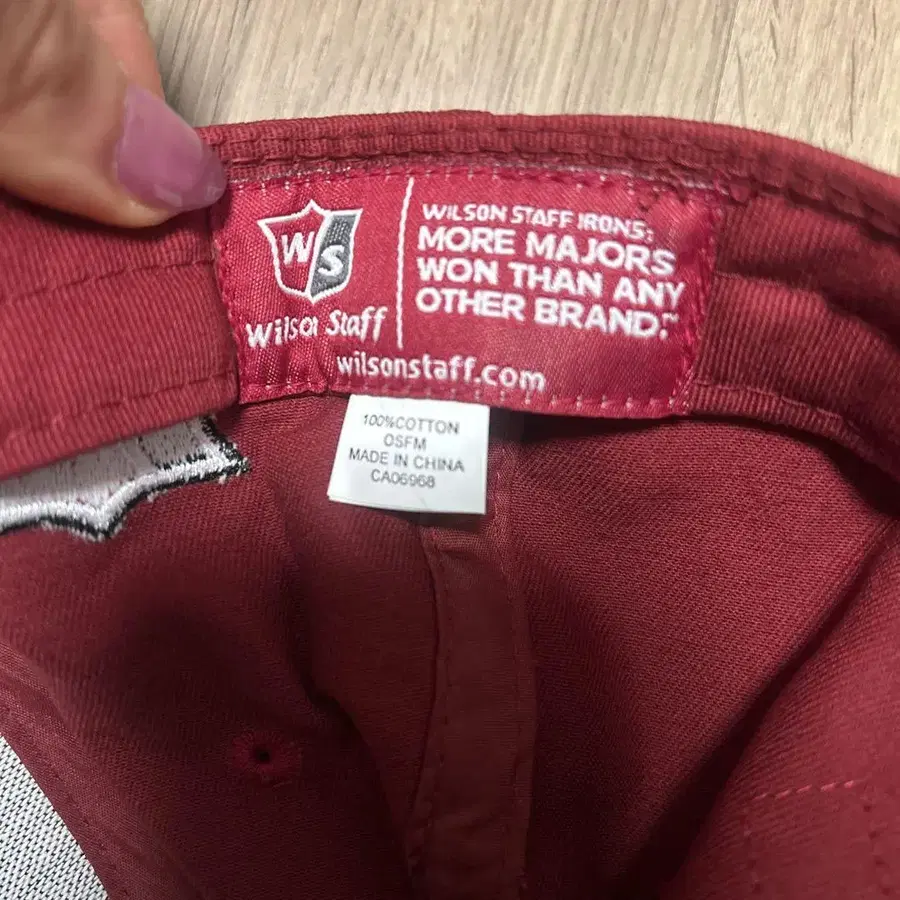 WS
Wilson Staff
WILSON STAFF IRONS:
MORE MAJORS
WON THAN ANY
OTHER BRAND.™
wilsonstaff.com
100%COTTON
OSFM
MADE IN CHINA
CA06968